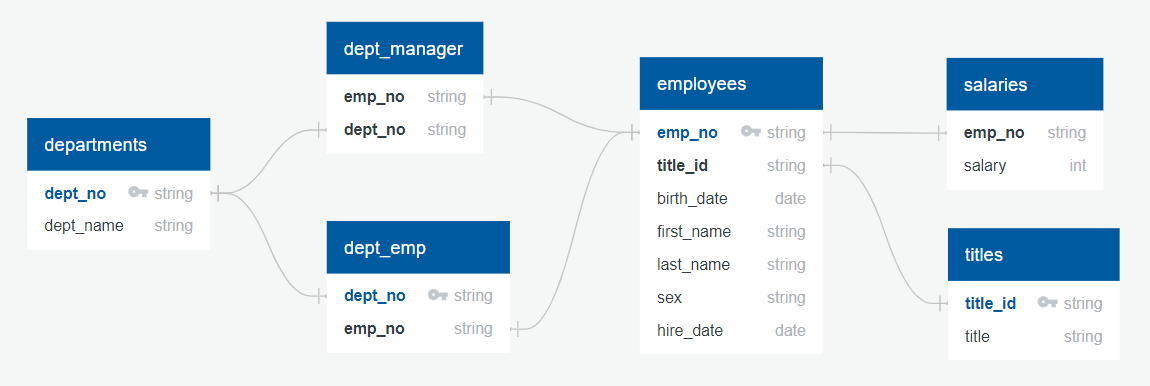 departments
dept_no string
dept_name string
dept_manager
emp_no string
dept_no string
dept_emp
dept_no string
emp_no string
employees
emp_no string
title_id string
birth_date date
first_name string
last_name string
sex string
hire_date date
salaries
emp_no string
salary int
titles
title_id string
title string